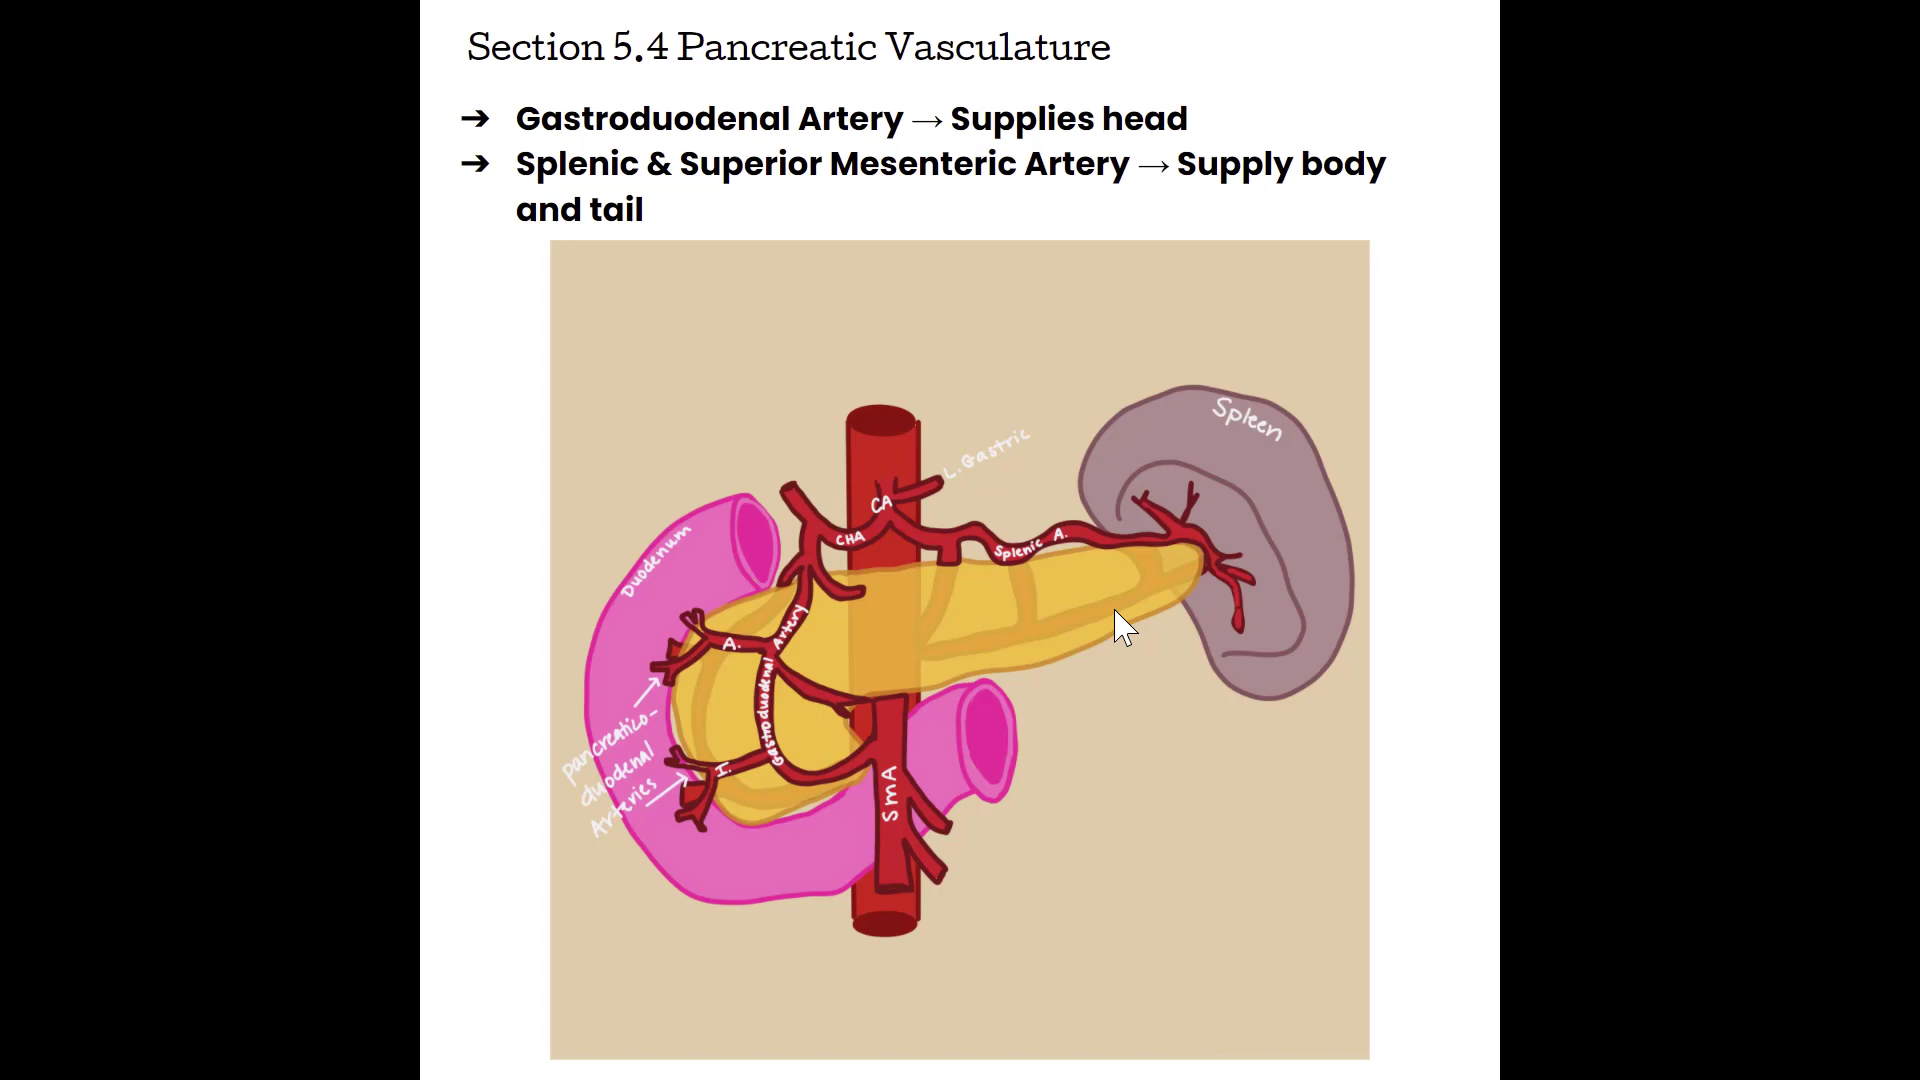 Section 5.4 Pancreatic Vasculature
➔ Gastroduodenal Artery → Supplies head
➔ Splenic & Superior Mesenteric Artery → Supply body
and tail
Spleen
L. Gastric
CA
CHA
Splenic A.
Duodenum
A.
Gastroduodenal Artery
Pancreatico-
duodenal
Arteries
I.
SMA